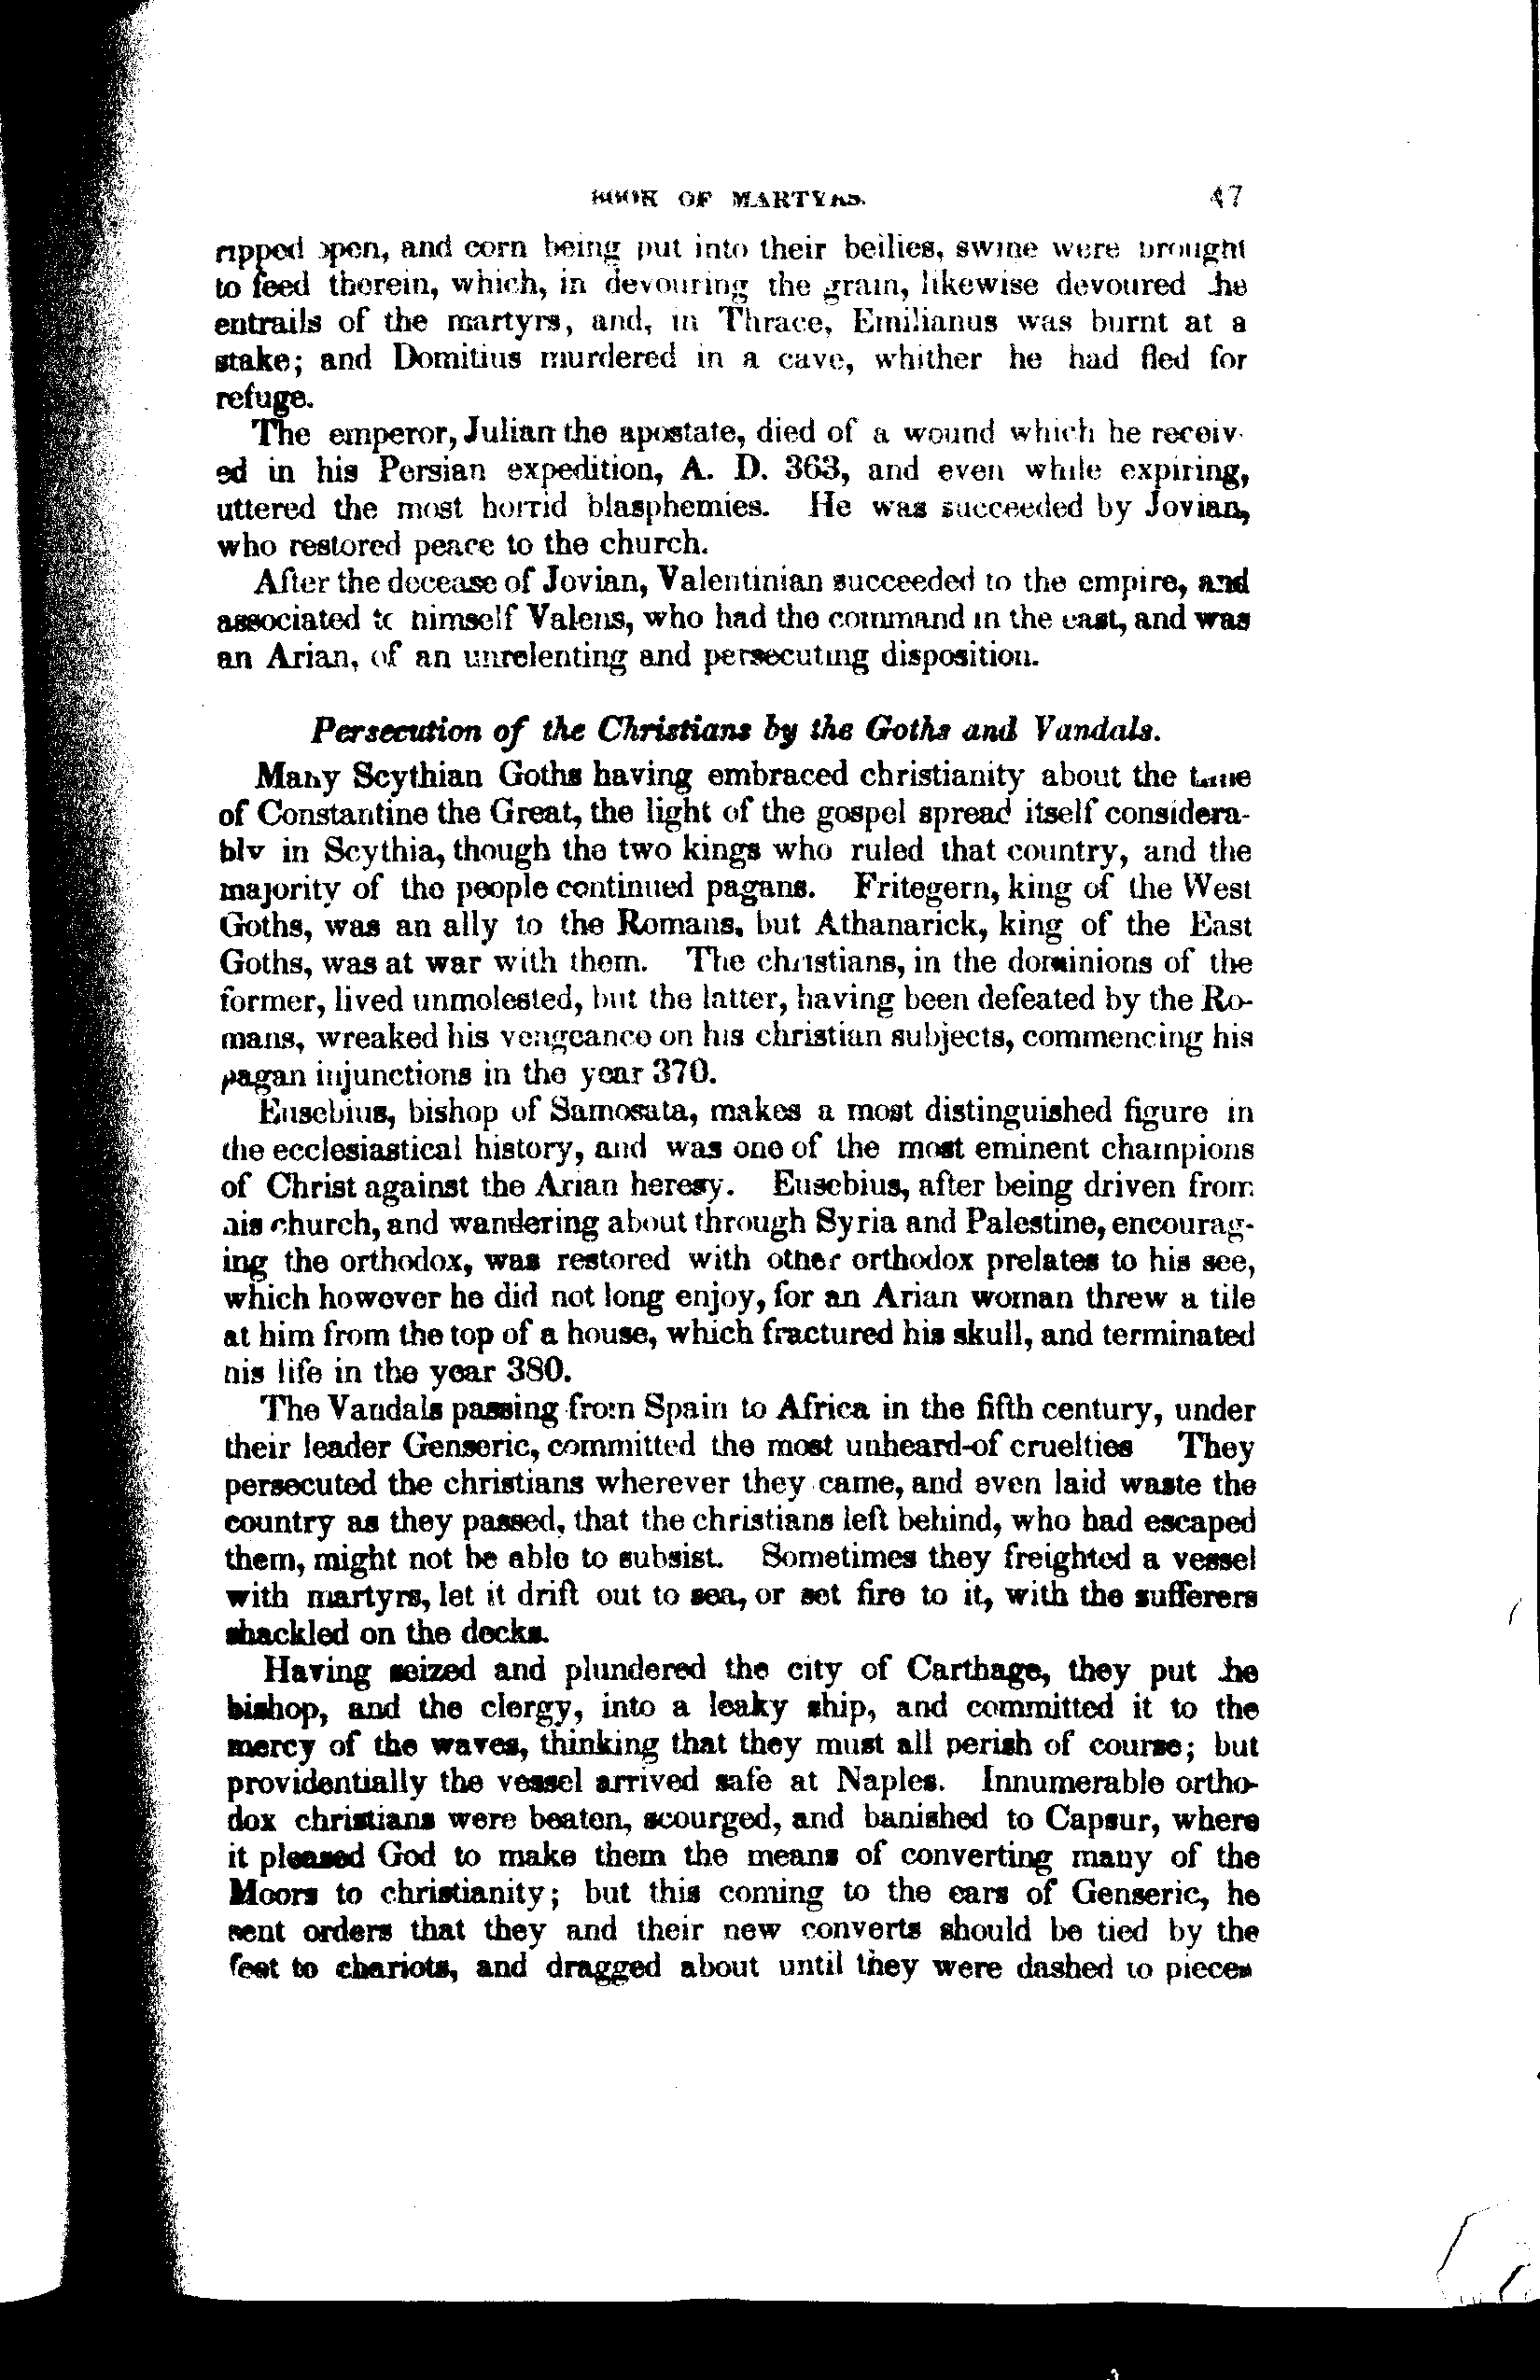 BOOK OF MARTYRS. 47
ripped open, and corn being put into their bellies, swine were brought
to feed therein, which, in devouring the grain, likewise devoured the
entrails of the martyrs, and, in Thrace, Emilianus was burnt at a
stake; and Domitius murdered in a cave, whither he had fled for
refuge.
The emperor, Julian the apostate, died of a wound which he receiv-
ed in his Persian expedition, A. D. 363, and even while expiring,
uttered the most horrid blasphemies. He was succeeded by Jovian,
who restored peace to the church.
After the decease of Jovian, Valentinian succeeded to the empire, and
associated to himself Valens, who had the command in the east, and was
an Arian, of an unrelenting and persecuting disposition.
Persecution of the Christians by the Goths and Vandals.
Many Scythian Goths having embraced christianity about the time
of Constantine the Great, the light of the gospel spread itself considera-
bly in Scythia, though the two kings who ruled that country, and the
majority of the people continued pagans. Fritegern, king of the West
Goths, was an ally to the Romans, but Athanarick, king of the East
Goths, was at war with them. The christians, in the dominions of the
former, lived unmolested, but the latter, having been defeated by the Ro-
mans, wreaked his vengeance on his christian subjects, commencing his
pagan injunctions in the year 370.
Eusebius, bishop of Samosata, makes a most distinguished figure in
the ecclesiastical history, and was one of the most eminent champions
of Christ against the Arian heresy. Eusebius, after being driven from
his church, and wandering about through Syria and Palestine, encourag-
ing the orthodox, was restored with other orthodox prelates to his see,
which however he did not long enjoy, for an Arian woman threw a tile
at him from the top of a house, which fractured his skull, and terminated
his life in the year 380.
The Vandals passing from Spain to Africa in the fifth century, under
their leader Genseric, committed the most unheard-of cruelties They
persecuted the christians wherever they came, and even laid waste the
country as they passed, that the christians left behind, who had escaped
them, might not be able to subsist. Sometimes they freighted a vessel
with martyrs, let it drift out to sea, or set fire to it, with the sufferers
shackled on the decks.
Having seized and plundered the city of Carthage, they put the
bishop, and the clergy, into a leaky ship, and committed it to the
mercy of the waves, thinking that they must all perish of course; but
providentially the vessel arrived safe at Naples. Innumerable ortho-
dox christians were beaten, scourged, and banished to Capsur, where
it pleased God to make them the means of converting many of the
Moors to christianity; but this coming to the ears of Genseric, he
sent orders that they and their new converts should be tied by the
feet to chariots, and dragged about until they were dashed to pieces